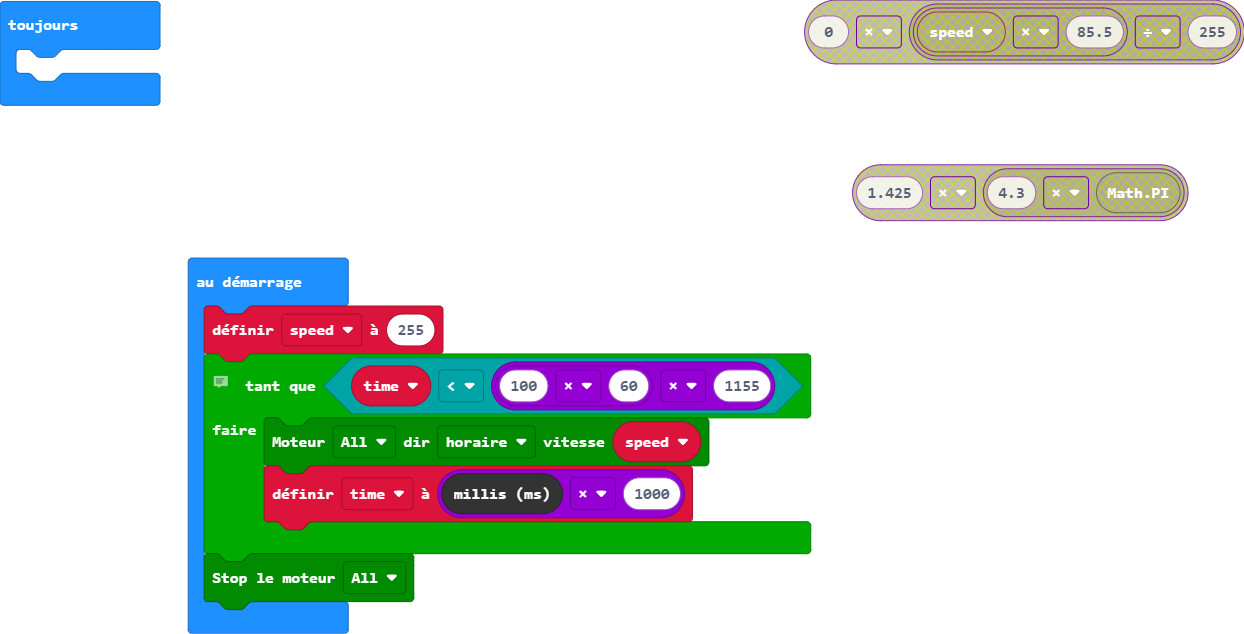 toujours
0 × speed × 85.5 ÷ 255
1.425 × 4.3 × Math.PI
au démarrage
définir speed à 255
tant que time < 100 × 60 × 1155
faire
Moteur All dir horaire vitesse speed
définir time à millis (ms) × 1000
Stop le moteur All